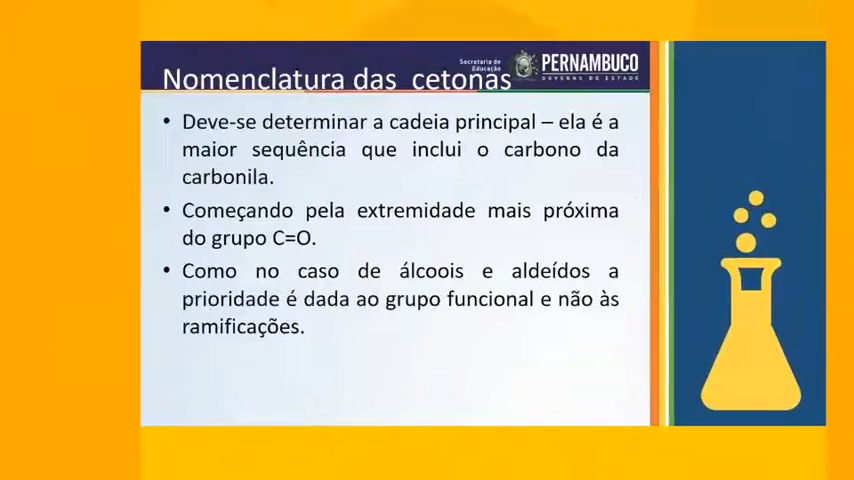 Secretaria de
Educação
PERNAMBUCO
GOVERNO DO ESTADO
Nomenclatura das cetonas
• Deve-se determinar a cadeia principal – ela é a
maior sequência que inclui o carbono da
carbonila.
• Começando pela extremidade mais próxima
do grupo C=O.
• Como no caso de álcoois e aldeídos a
prioridade é dada ao grupo funcional e não às
ramificações.